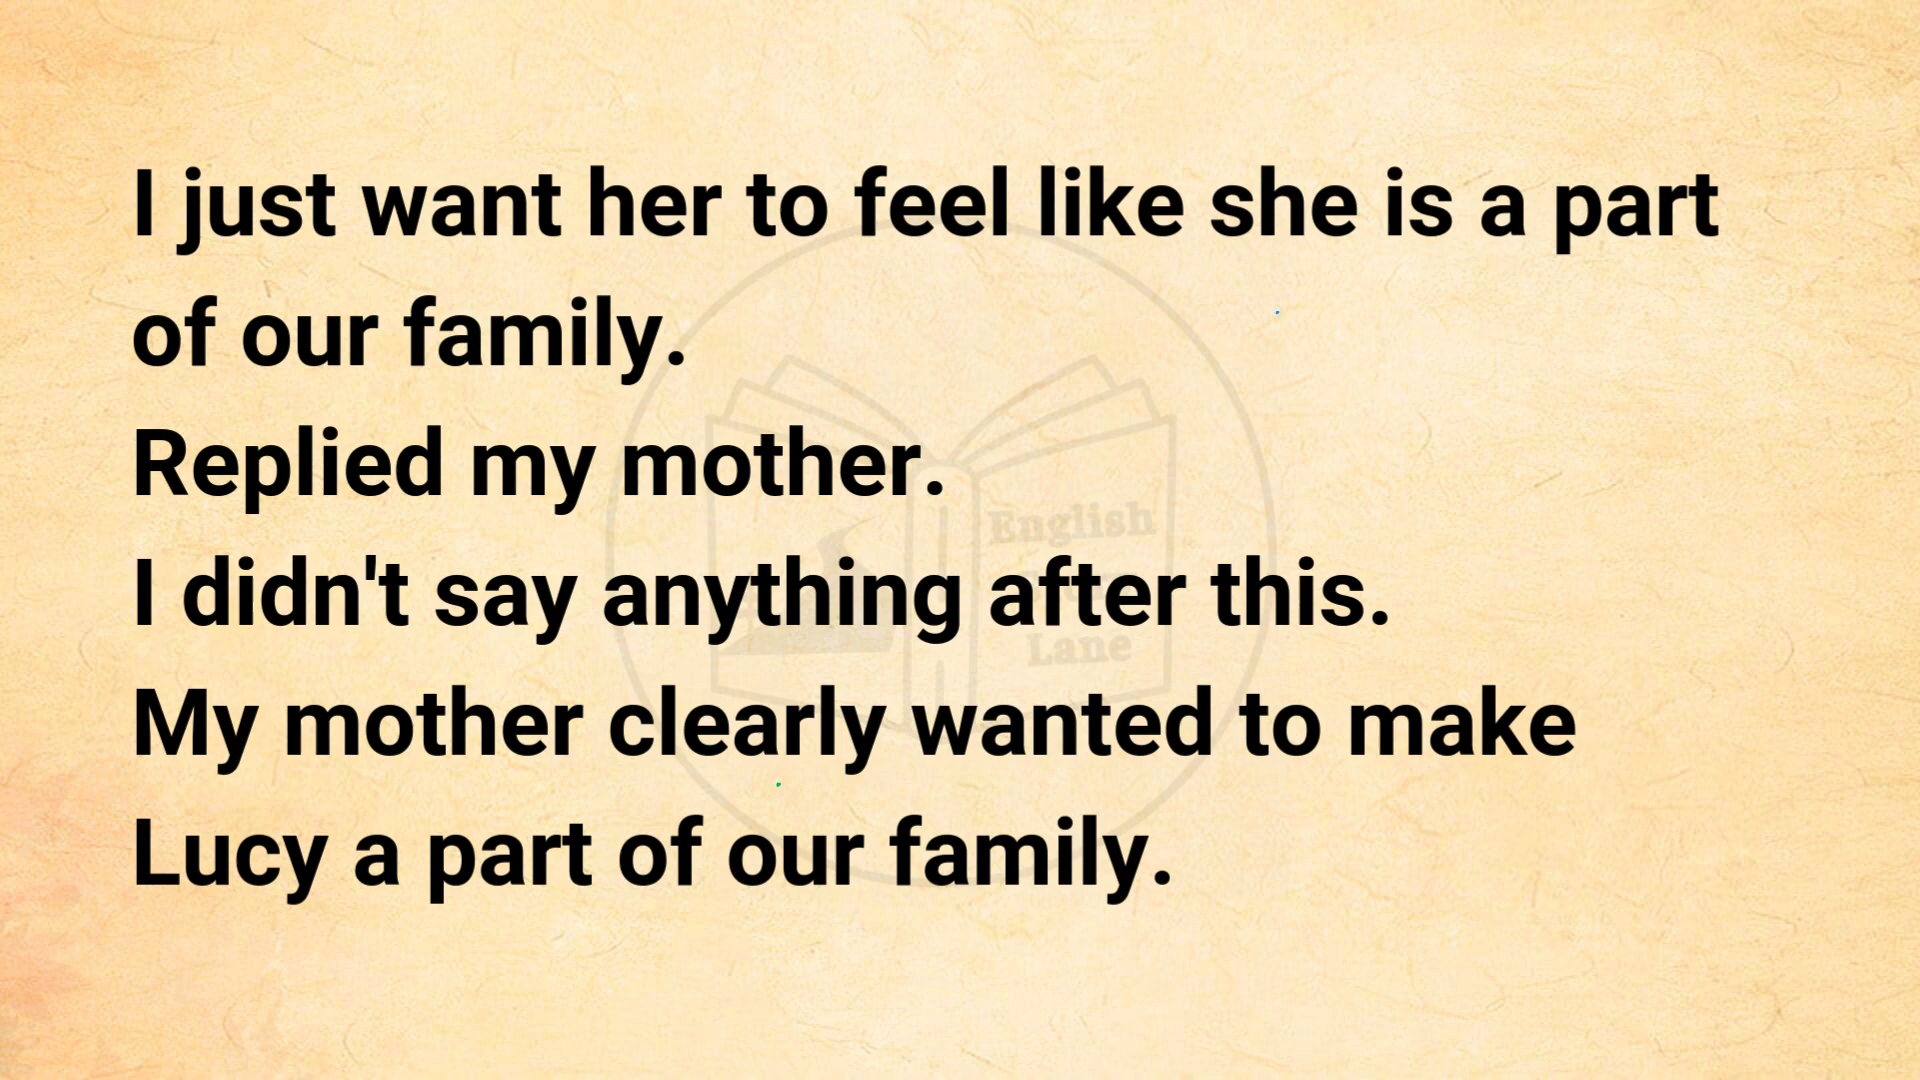 I just want her to feel like she is a part
of our family.
Replied my mother.
I didn't say anything after this.
My mother clearly wanted to make
Lucy a part of our family.
English
Lane